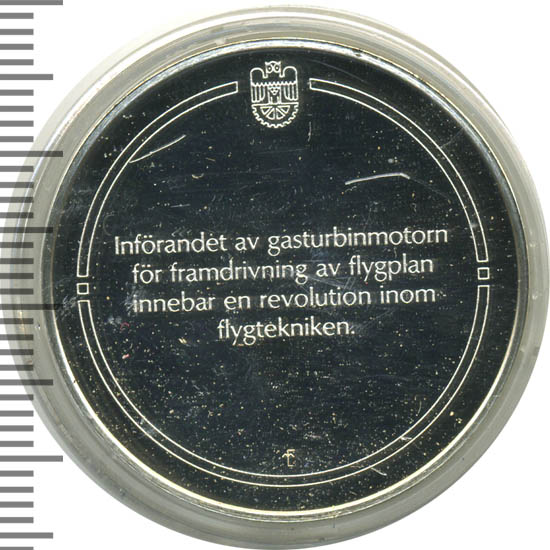 Införandet av gasturbinmotorn
för framdrivning av flygplan
innebar en revolution inom
flygtekniken.